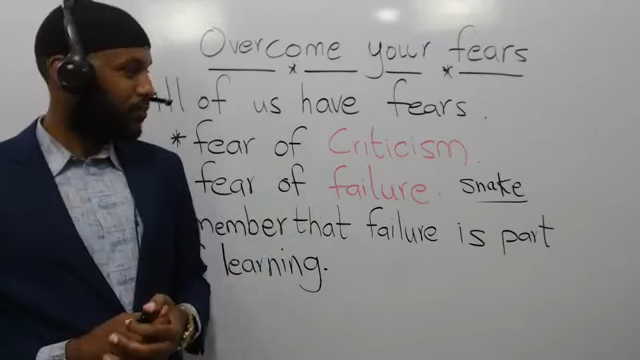 Overcome your fears
All of us have fears.
* fear of Criticism.
fear of failure. snake
member that failure is part
learning.